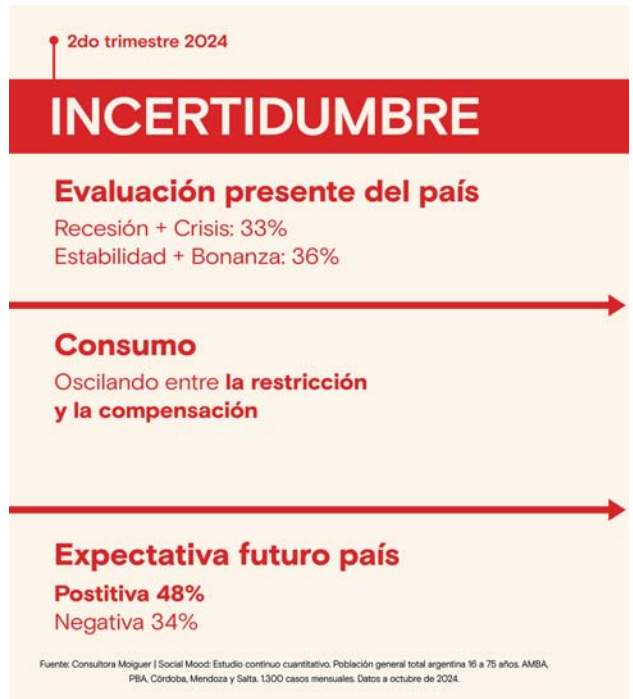 2do trimestre 2024
INCERTIDUMBRE
Evaluación presente del país
Recesión + Crisis: 33%
Estabilidad + Bonanza: 36%
Consumo
Oscilando entre la restricción
y la compensación
Expectativa futuro país
Postitiva 48%
Negativa 34%
Fuente: Consultora Moiguer | Social Mood: Estudio continuo cuantitativo. Población general total argentina 16 a 75 años. AMBA,
PBA, Córdoba, Mendoza y Salta. 1.300 casos mensuales. Datos a octubre de 2024.